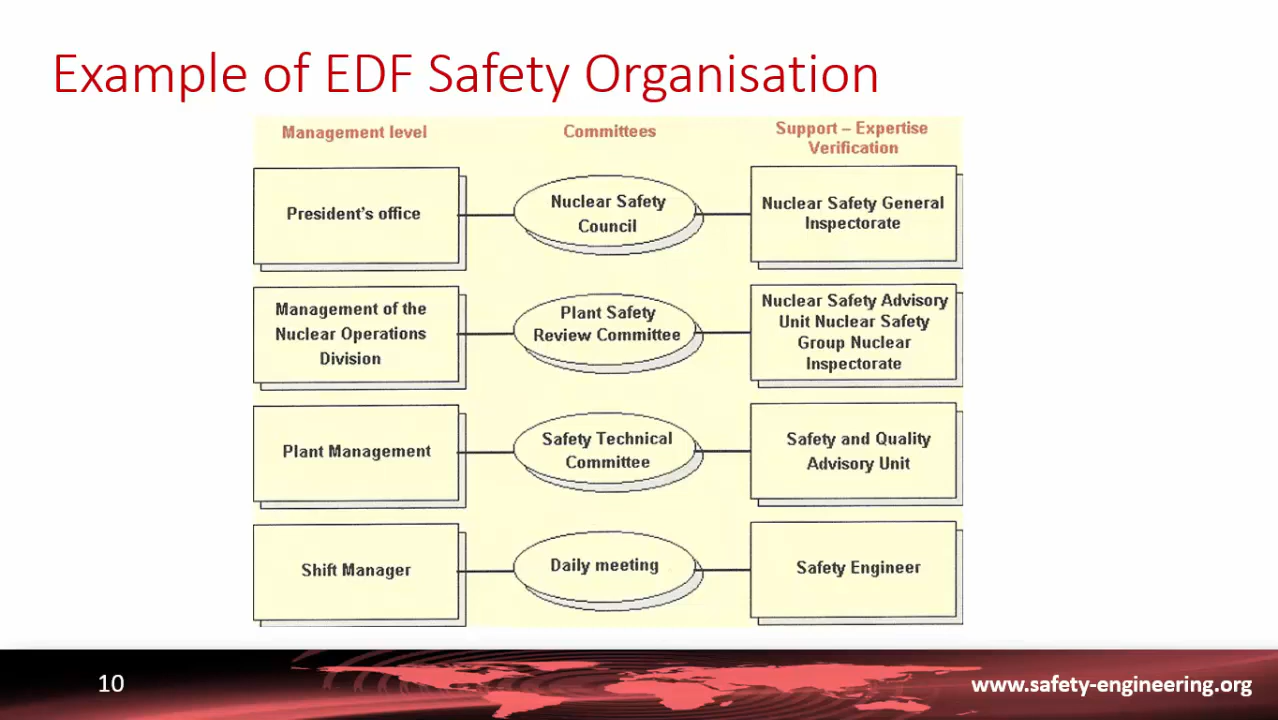 Example of EDF Safety Organisation
Management level
Committees
Support – Expertise
Verification
President's office
Nuclear Safety
Council
Nuclear Safety General
Inspectorate
Management of the
Nuclear Operations
Division
Plant Safety
Review Committee
Nuclear Safety Advisory
Unit Nuclear Safety
Group Nuclear
Inspectorate
Plant Management
Safety Technical
Committee
Safety and Quality
Advisory Unit
Shift Manager
Daily meeting
Safety Engineer
10
www.safety-engineering.org